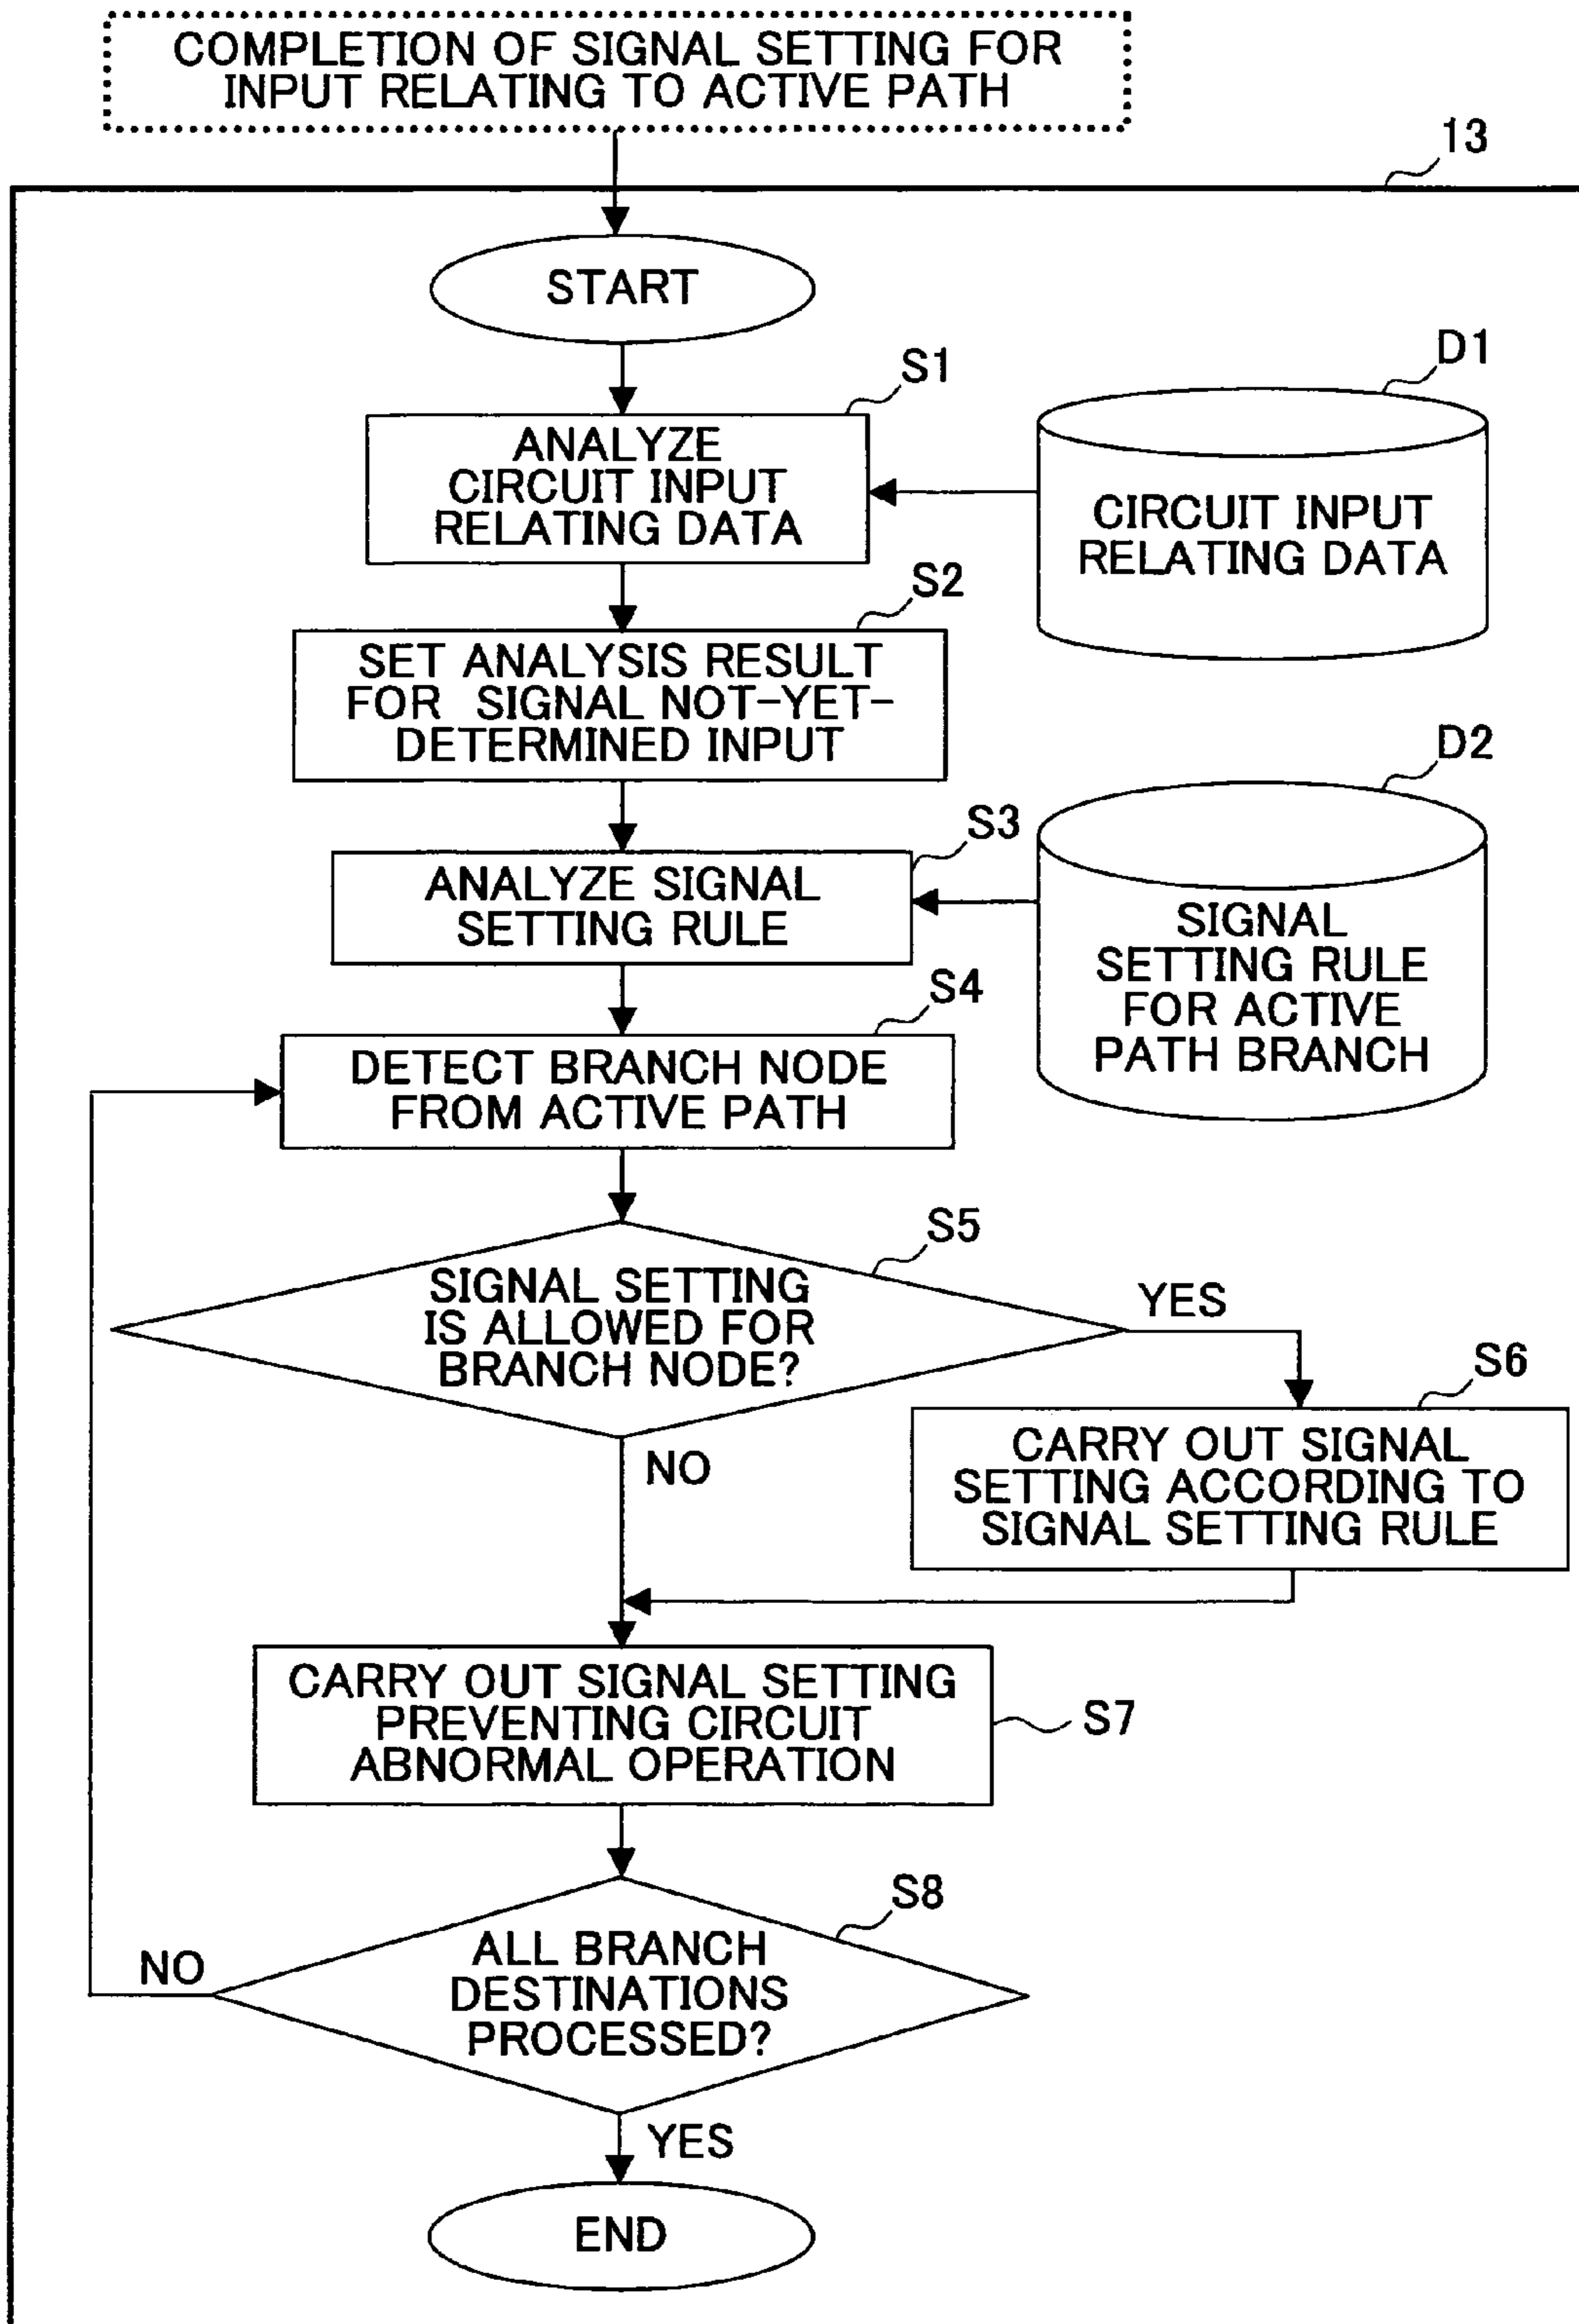 COMPLETION OF SIGNAL SETTING FOR
INPUT RELATING TO ACTIVE PATH
13
START
S1
ANALYZE
CIRCUIT INPUT
RELATING DATA
D1
CIRCUIT INPUT
RELATING DATA
S2
SET ANALYSIS RESULT
FOR SIGNAL NOT-YET-
DETERMINED INPUT
S3
ANALYZE SIGNAL
SETTING RULE
D2
SIGNAL
SETTING RULE
FOR ACTIVE
PATH BRANCH
S4
DETECT BRANCH NODE
FROM ACTIVE PATH
S5
SIGNAL SETTING
IS ALLOWED FOR
BRANCH NODE?
YES
NO
S6
CARRY OUT SIGNAL
SETTING ACCORDING TO
SIGNAL SETTING RULE
CARRY OUT SIGNAL SETTING
PREVENTING CIRCUIT
ABNORMAL OPERATION
S7
S8
ALL BRANCH
DESTINATIONS
PROCESSED?
NO
YES
END